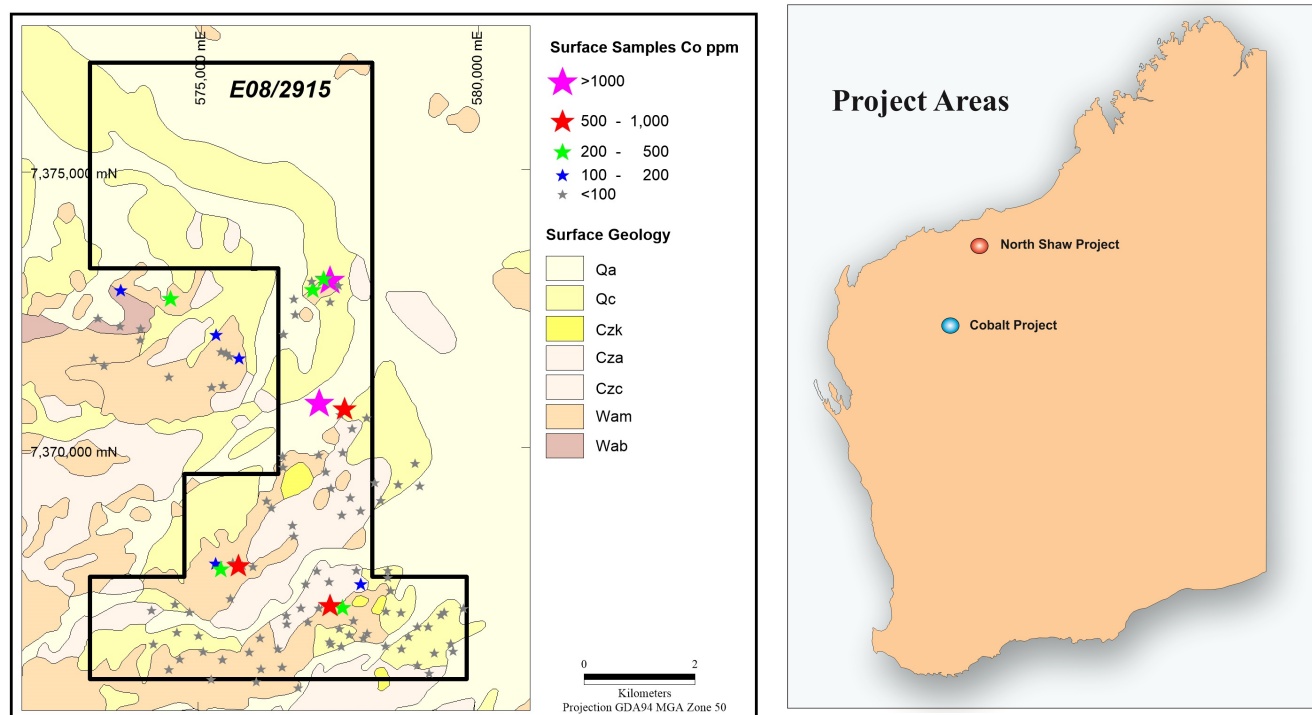 575,000 mE
580,000 mE
E08/2915
7,375,000 mN
7,370,000 mN
Surface Samples Co ppm
>1000
500 - 1,000
200 - 500
100 - 200
<100
Surface Geology
Qa
Qc
Czk
Cza
Czc
Wam
Wab
0 2
Kilometers
Projection GDA94 MGA Zone 50
Project Areas
North Shaw Project
Cobalt Project